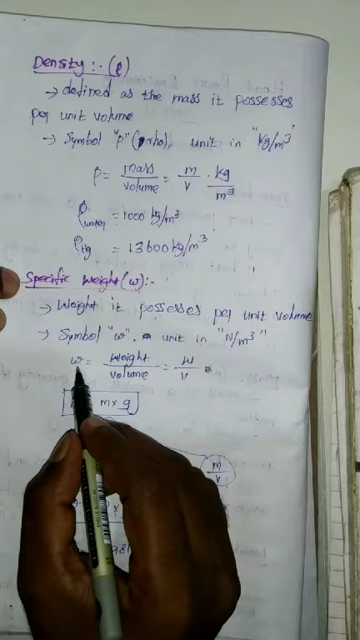 Density :: (ρ)
→ defined as the mass it possesses
per unit volume
→ Symbol "ρ" (rho), unit in "kg/m³"
ρ = mass/volume = m/v · kg/m³
ρwater = 1000 kg/m³
ρHg = 13600 kg/m³
Specific Weight (w) :-
→ Weight it possesses per unit volume
→ Symbol "w". unit in "N/m³"
w = Weight/volume = W/V
m × g
m/v